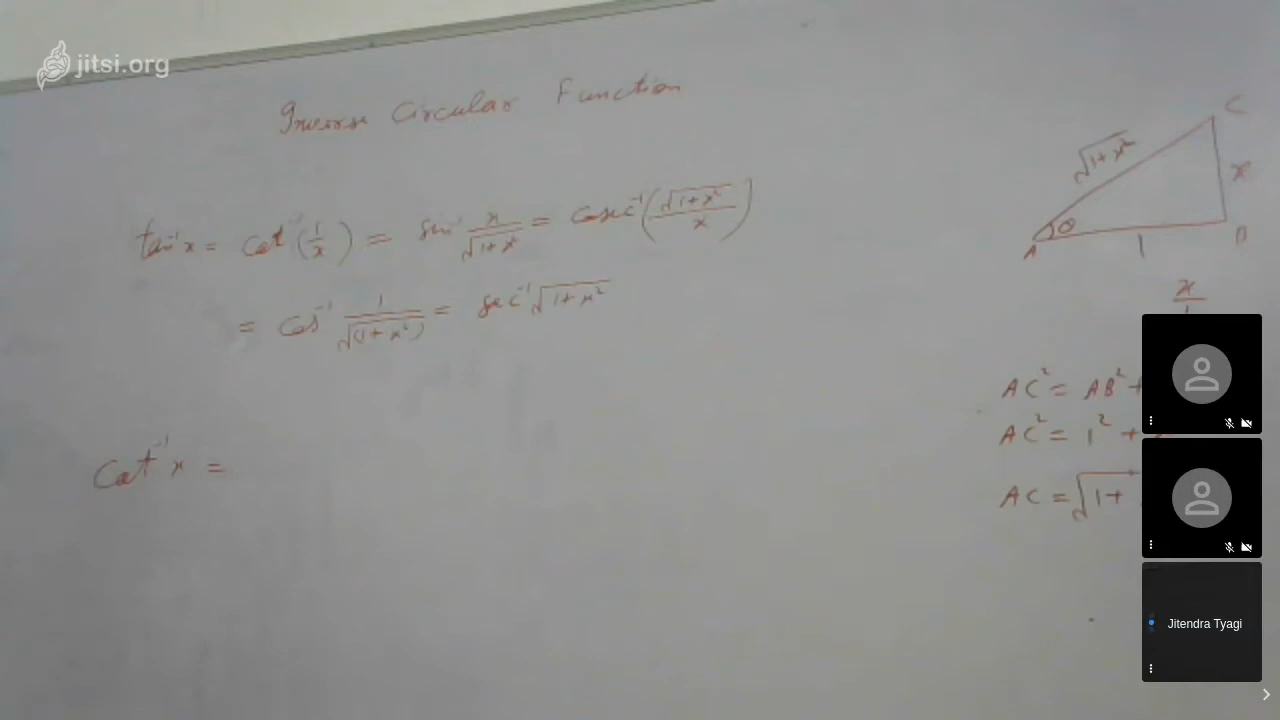 jitsi.org
Inverse Circular Function
tan⁻¹x = cot⁻¹(1/x) = sin⁻¹ x/√1+x² = cosec⁻¹(√1+x²/x)
= cos⁻¹ 1/√(1+x²) = sec⁻¹√1+x²
Cot⁻¹x =
C
√1+x²
x
θ
A
1
B
x
AC² = AB² +
AC² = 1² +
AC = √1+
Jitendra Tyagi